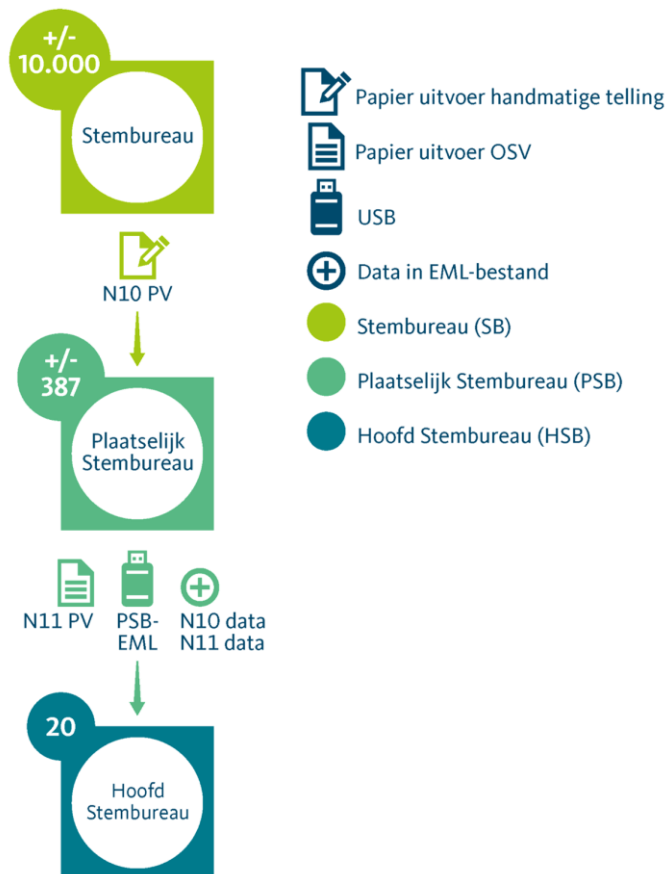 +/-
10.000
Stembureau
N10 PV
+/-
387
Plaatselijk
Stembureau
N11 PV
PSB-
EML
N10 data
N11 data
20
Hoofd
Stembureau
Papier uitvoer handmatige telling
Papier uitvoer OSV
USB
Data in EML-bestand
Stembureau (SB)
Plaatselijk Stembureau (PSB)
Hoofd Stembureau (HSB)